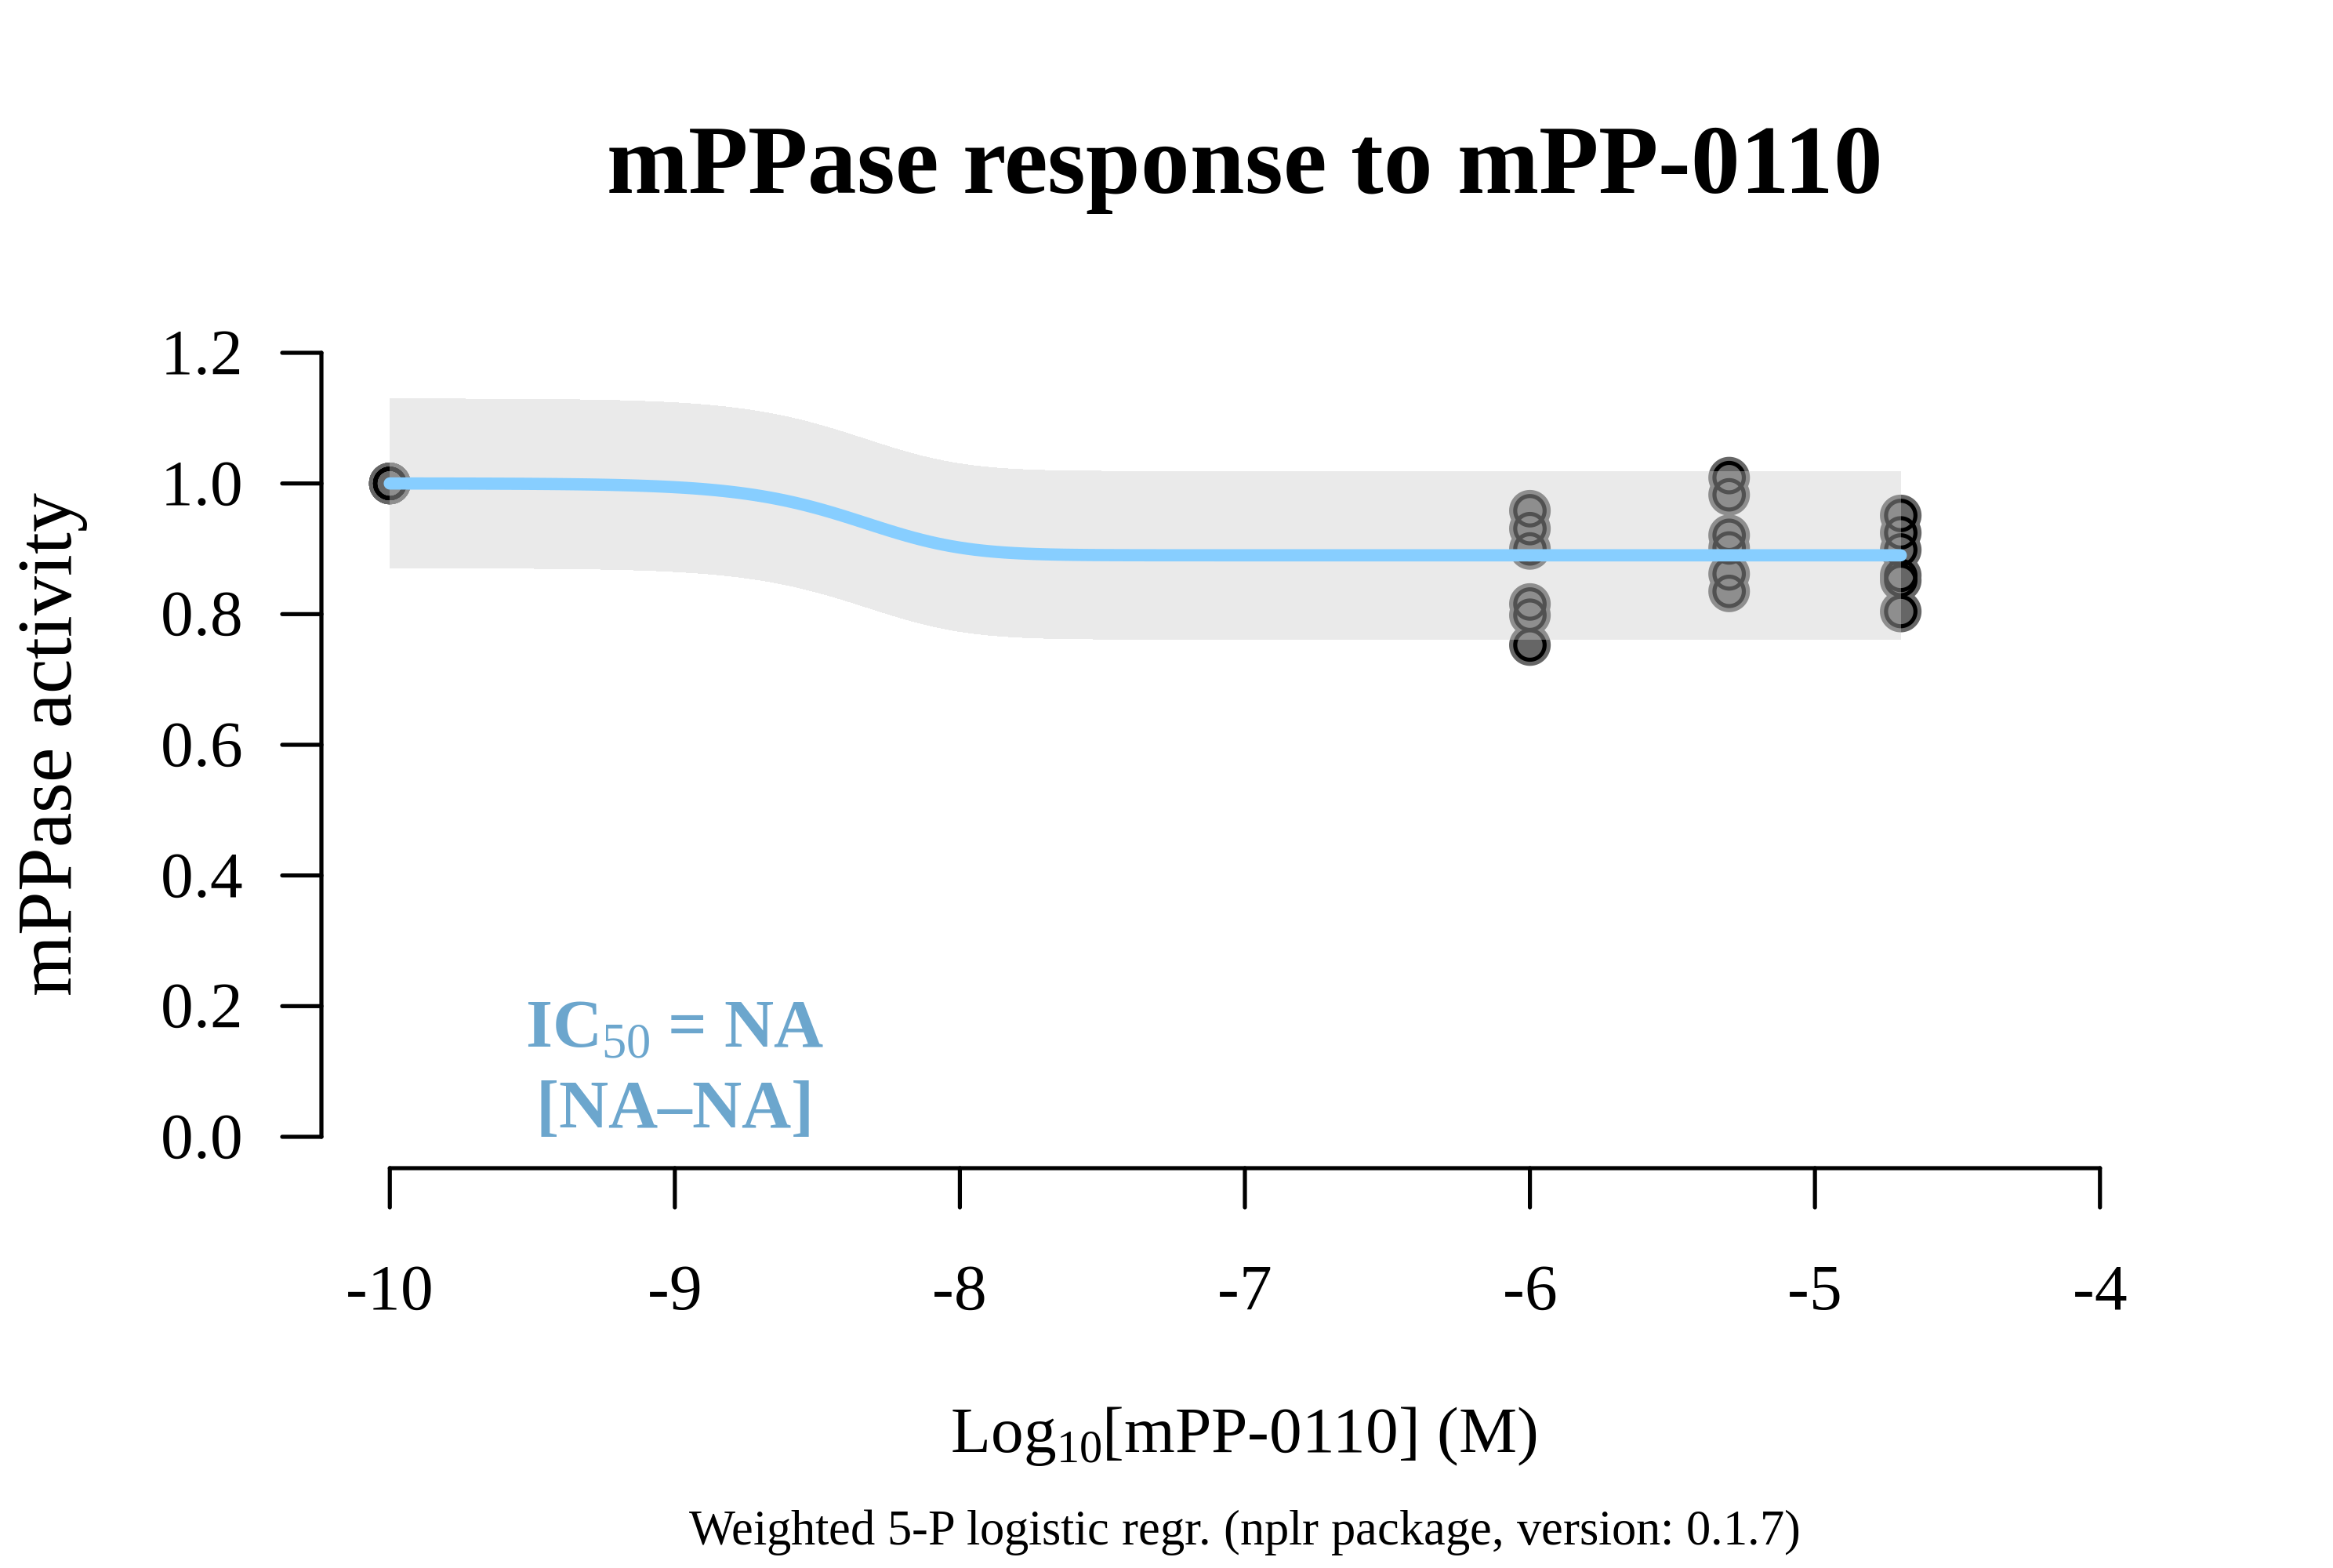 mPPase response to mPP-0110
mPPase activity
1.2
1.0
0.8
0.6
0.4
0.2
0.0
IC50 = NA
[NA–NA]
-10 -9 -8 -7 -6 -5 -4
Log10[mPP-0110] (M)
Weighted 5-P logistic regr. (nplr package, version: 0.1.7)